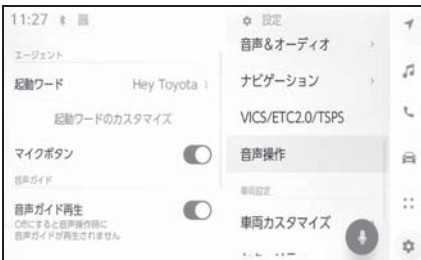 11:27
エージェント
起動ワード Hey Toyota
起動ワードのカスタマイズ
マイクボタン
音声ガイド
音声ガイド再生
Offにすると音声操作時に
音声ガイドが再生されません
設定
音声&オーディオ
ナビゲーション
VICS/ETC2.0/TSPS
音声操作
車両設定
車両カスタマイズ